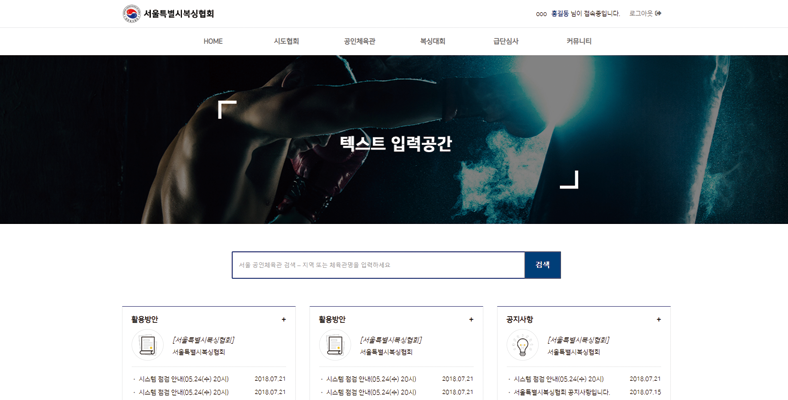 서울특별시복싱협회
ooo 홍길동 님이 접속중입니다. 로그아웃
HOME 시도협회 공인체육관 복싱대회 급단심사 커뮤니티
텍스트 입력공간
서울 공인체육관 검색 - 지역 또는 체육관명을 입력하세요 검색
활용방안 +
[서울특별시복싱협회]
서울특별시복싱협회
· 시스템 점검 안내(05.24(수) 20시) 2018.07.21
· 시스템 점검 안내(05.24(수) 20시) 2018.07.21
활용방안 +
[서울특별시복싱협회]
서울특별시복싱협회
· 시스템 점검 안내(05.24(수) 20시) 2018.07.21
· 시스템 점검 안내(05.24(수) 20시) 2018.07.21
공지사항 +
[서울특별시복싱협회]
서울특별시복싱협회
· 시스템 점검 안내(05.24(수) 20시) 2018.07.21
· 서울특별시복싱협회 공지사항입니다. 2018.07.15